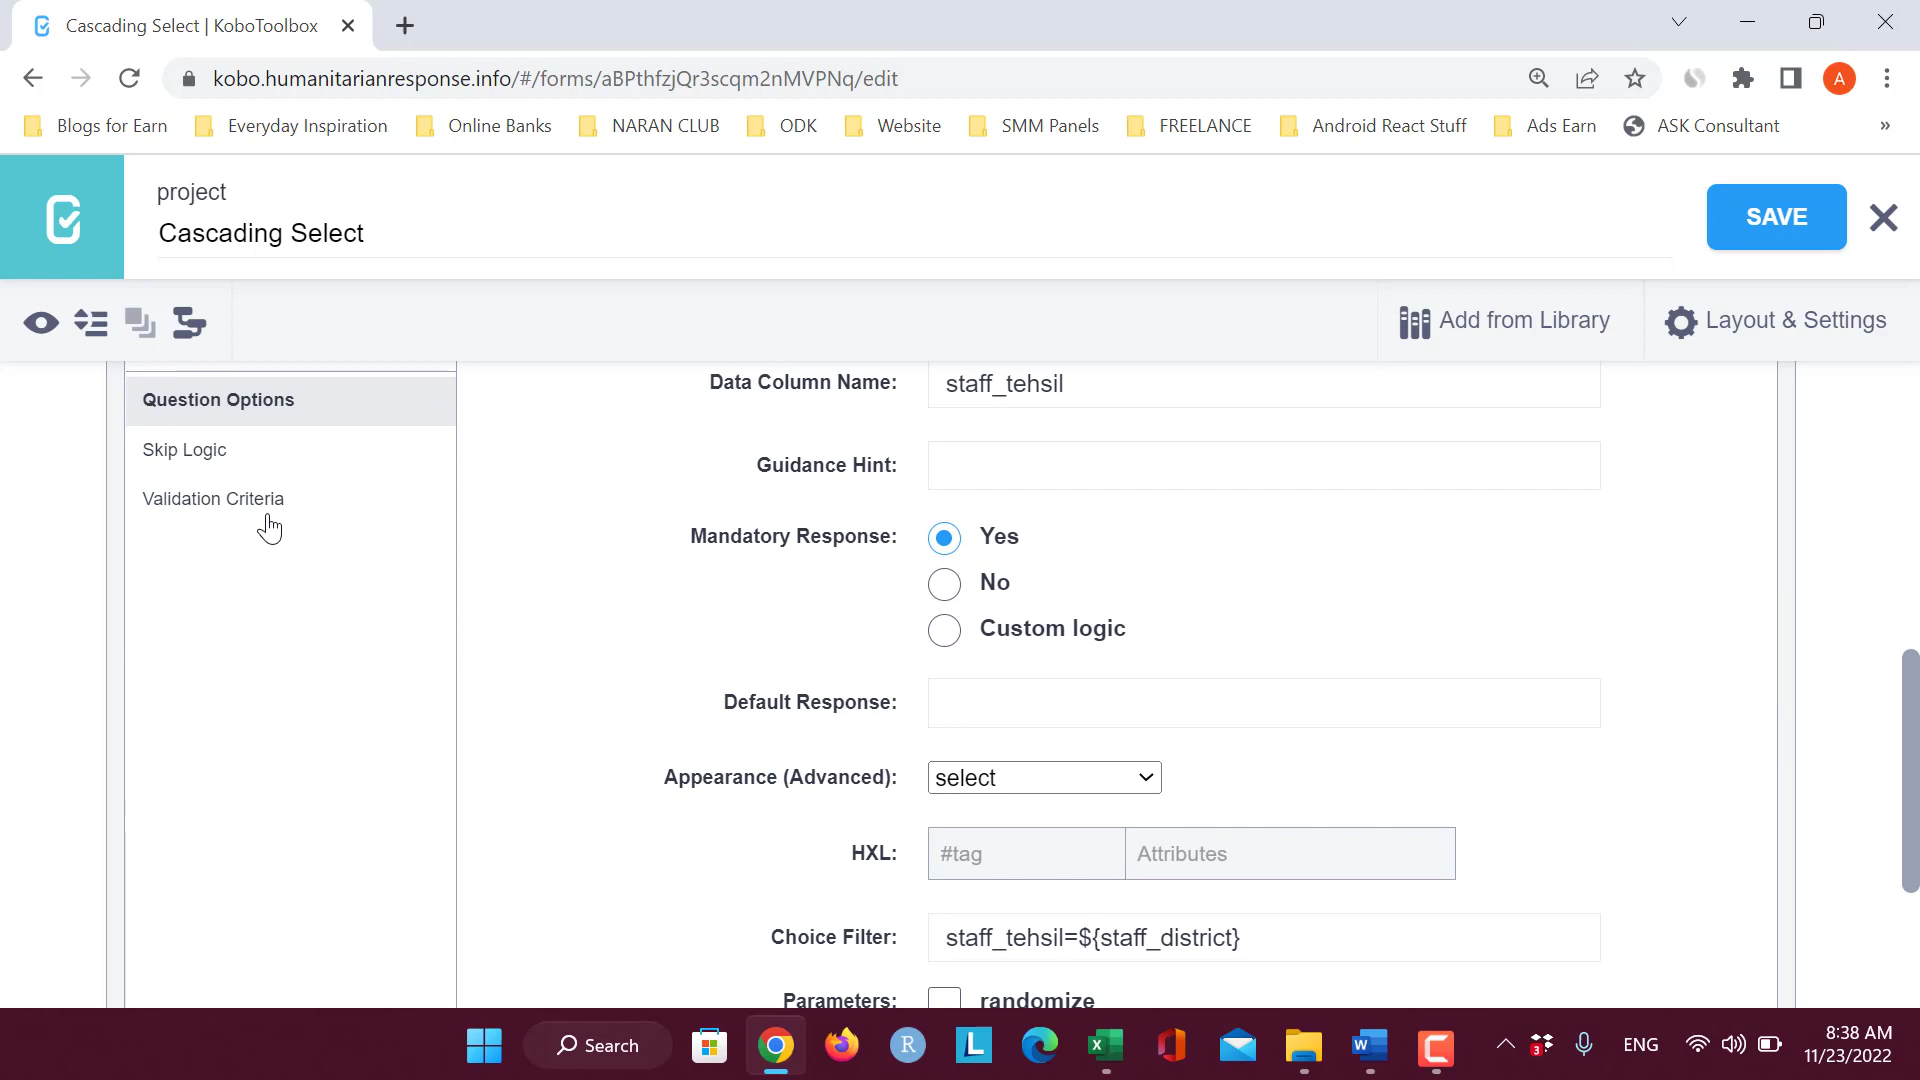 Cascading Select | KoboToolbox
kobo.humanitarianresponse.info/#/forms/aBPthfzjQr3scqm2nMVPNq/edit
A
Blogs for Earn
Everyday Inspiration
Online Banks
NARAN CLUB
ODK
Website
SMM Panels
FREELANCE
Android React Stuff
Ads Earn
ASK Consultant
»
project
Cascading Select
SAVE
Add from Library
Layout & Settings
Question Options
Skip Logic
Validation Criteria
Data Column Name:
staff_tehsil
Guidance Hint:
Mandatory Response:
Yes
No
Custom logic
Default Response:
Appearance (Advanced):
select
HXL:
#tag
Attributes
Choice Filter:
staff_tehsil=${staff_district}
Parameters:
randomize
Search
R
L
X
W
C
3
ENG
8:38 AM
11/23/2022